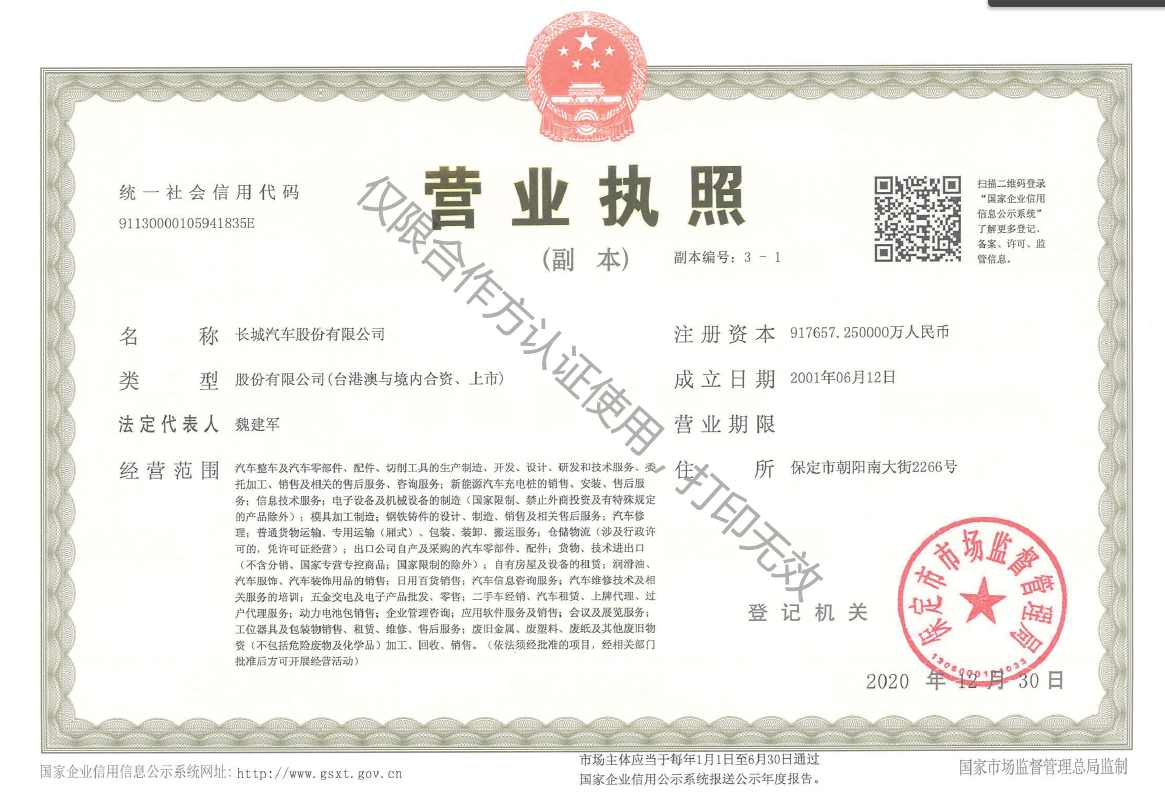 营业执照
(副 本)
副本编号：3 - 1
统一社会信用代码
91130000105941835E
扫描二维码登录
“国家企业信用
信息公示系统”
了解更多登记、
备案、许可、监
管信息。
名 称 长城汽车股份有限公司
类 型 股份有限公司(台港澳与境内合资、上市)
法定代表人 魏建军
经营范围 汽车整车及汽车零部件、配件、切削工具的生产制造、开发、设计、研发和技术服务、委
托加工、销售及相关的售后服务、咨询服务；新能源汽车充电桩的销售、安装、售后服
务；信息技术服务；电子设备及机械设备的制造（国家限制、禁止外商投资及有特殊规定
的产品除外）；模具加工制造；钢铁铸件的设计、制造、销售及相关售后服务；汽车修
理；普通货物运输、专用运输（厢式）、包装、装卸、搬运服务；仓储物流（涉及行政许
可的，凭许可证经营）；出口公司自产及采购的汽车零部件、配件；货物、技术进出口
（不含分销、国家专营专控商品；国家限制的除外）；自有房屋及设备的租赁；润滑油、
汽车服饰、汽车装饰用品的销售；日用百货销售；汽车信息咨询服务；汽车维修技术及相
关服务的培训；五金交电及电子产品批发、零售；二手车经销、汽车租赁、上牌代理、过
户代理服务；动力电池包销售；企业管理咨询；应用软件服务及销售；会议及展览服务；
工位器具及包装物销售、租赁、维修、售后服务；废旧金属、废塑料、废纸及其他废旧物
资（不包括危险废物及化学品）加工、回收、销售。（依法须经批准的项目，经相关部门
批准后方可开展经营活动）
注册资本 917657.250000万人民币
成立日期 2001年06月12日
营业期限
住 所 保定市朝阳南大街2266号
仅限合作方认证使用，打印无效
登记机关
保定市市场监督管理局
2020 年 12 月 30 日
国家企业信用信息公示系统网址：http://www.gsxt.gov.cn
市场主体应当于每年1月1日至6月30日通过
国家企业信用公示系统报送公示年度报告。
国家市场监督管理总局监制